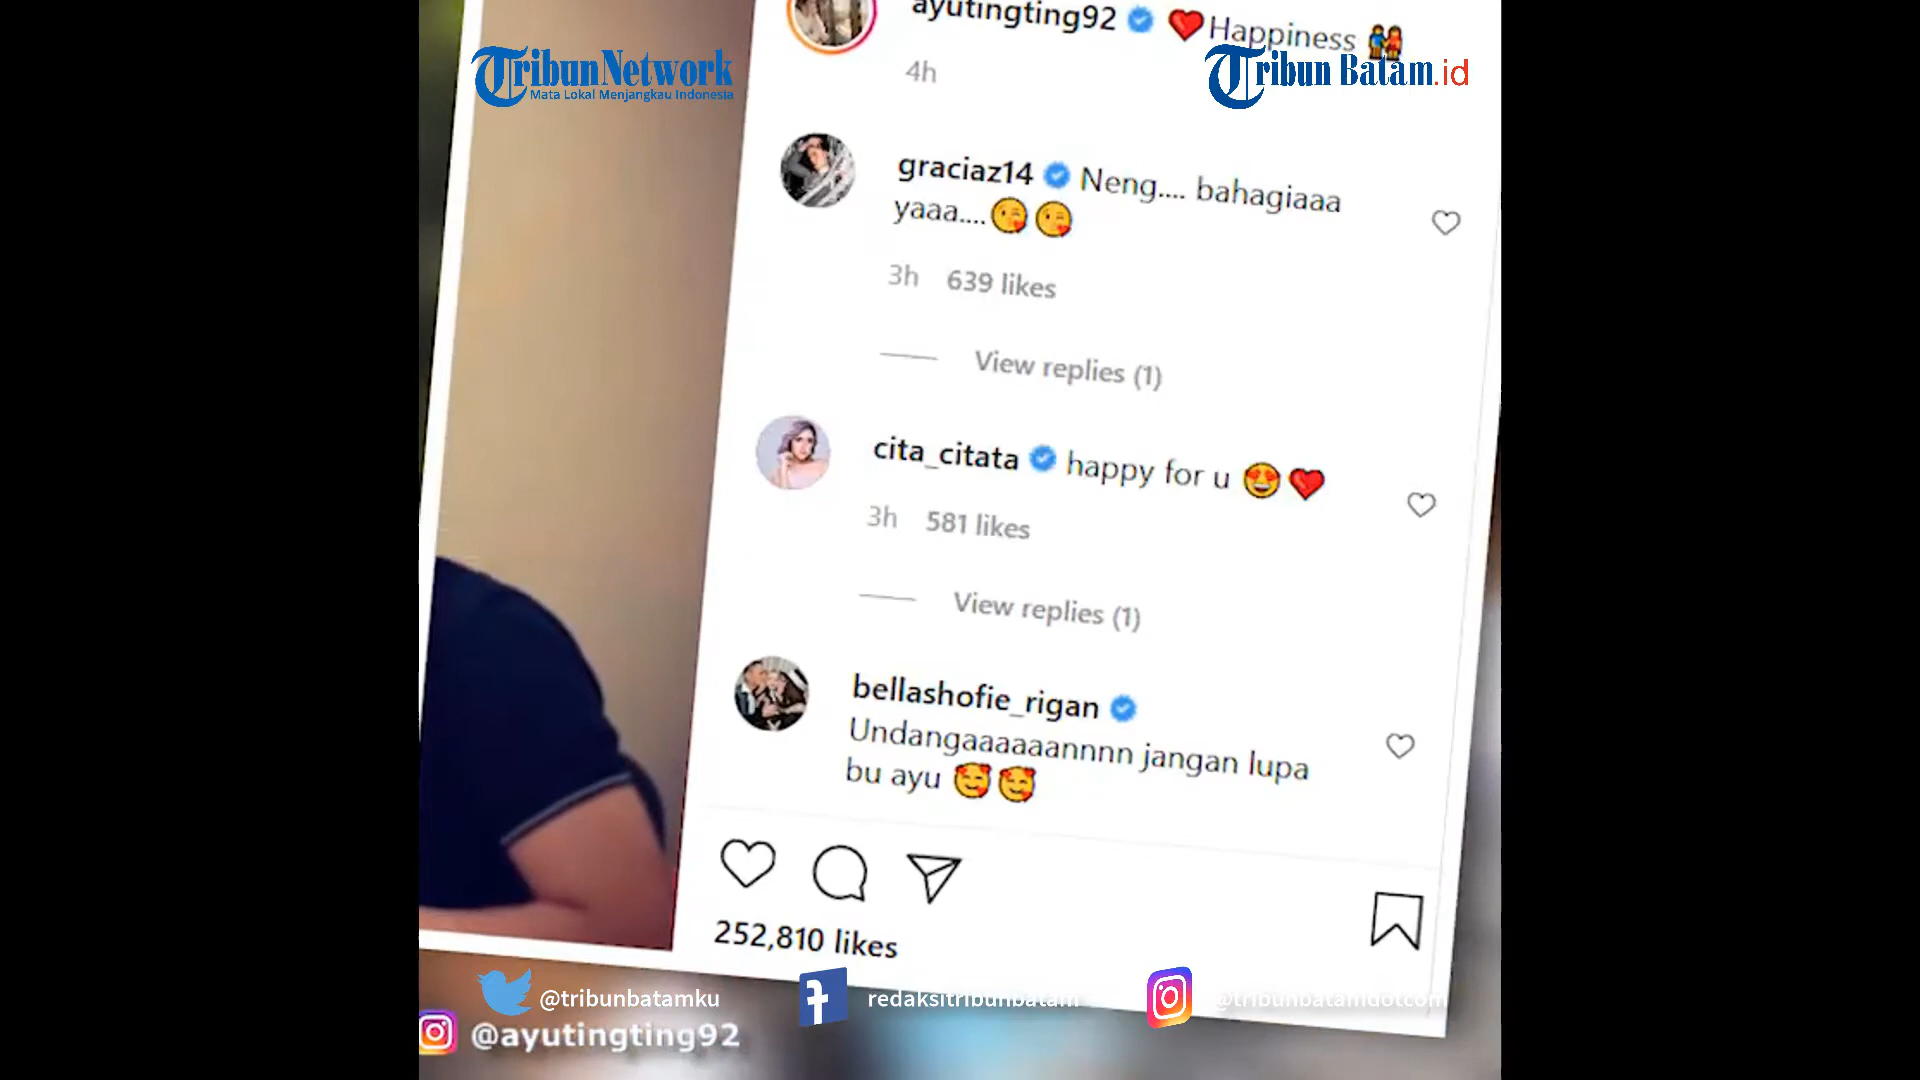 ayutingting92 ❤️Happiness 👫
TribunNetwork
Mata Lokal Menjangkau Indonesia
Tribun Batam.id
4h
graciaz14 Neng.... bahagiaaa
yaaa....😘😘
3h 639 likes
View replies (1)
cita_citata happy for u 😍❤️
3h 581 likes
View replies (1)
bellashofie_rigan
Undangaaaaaannnn jangan lupa
bu ayu 🥰🥰
252,810 likes
@tribunbatamku
redaksitribunbatam
@tribunbatamdotcom
@ayutingting92